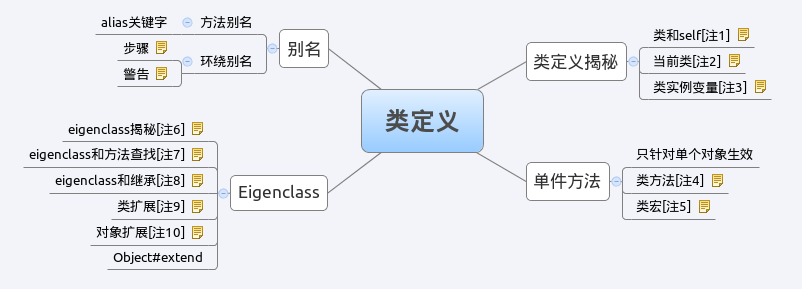 类定义
别名
方法别名
alias关键字
环绕别名
步骤
警告
Eigenclass
eigenclass揭秘[注6]
eigenclass和方法查找[注7]
eigenclass和继承[注8]
类扩展[注9]
对象扩展[注10]
Object#extend
类定义揭秘
类和self[注1]
当前类[注2]
类实例变量[注3]
单件方法
只针对单个对象生效
类方法[注4]
类宏[注5]